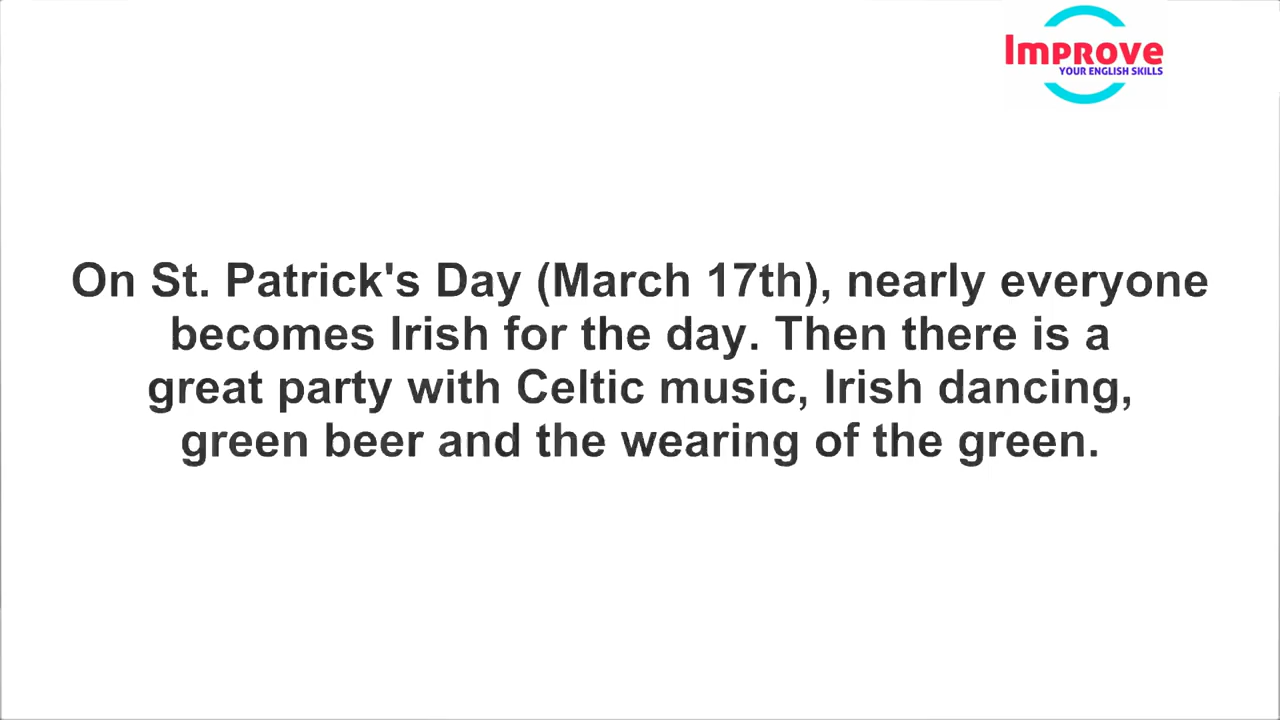 Improve
YOUR ENGLISH SKILLS
On St. Patrick's Day (March 17th), nearly everyone
becomes Irish for the day. Then there is a
great party with Celtic music, Irish dancing,
green beer and the wearing of the green.